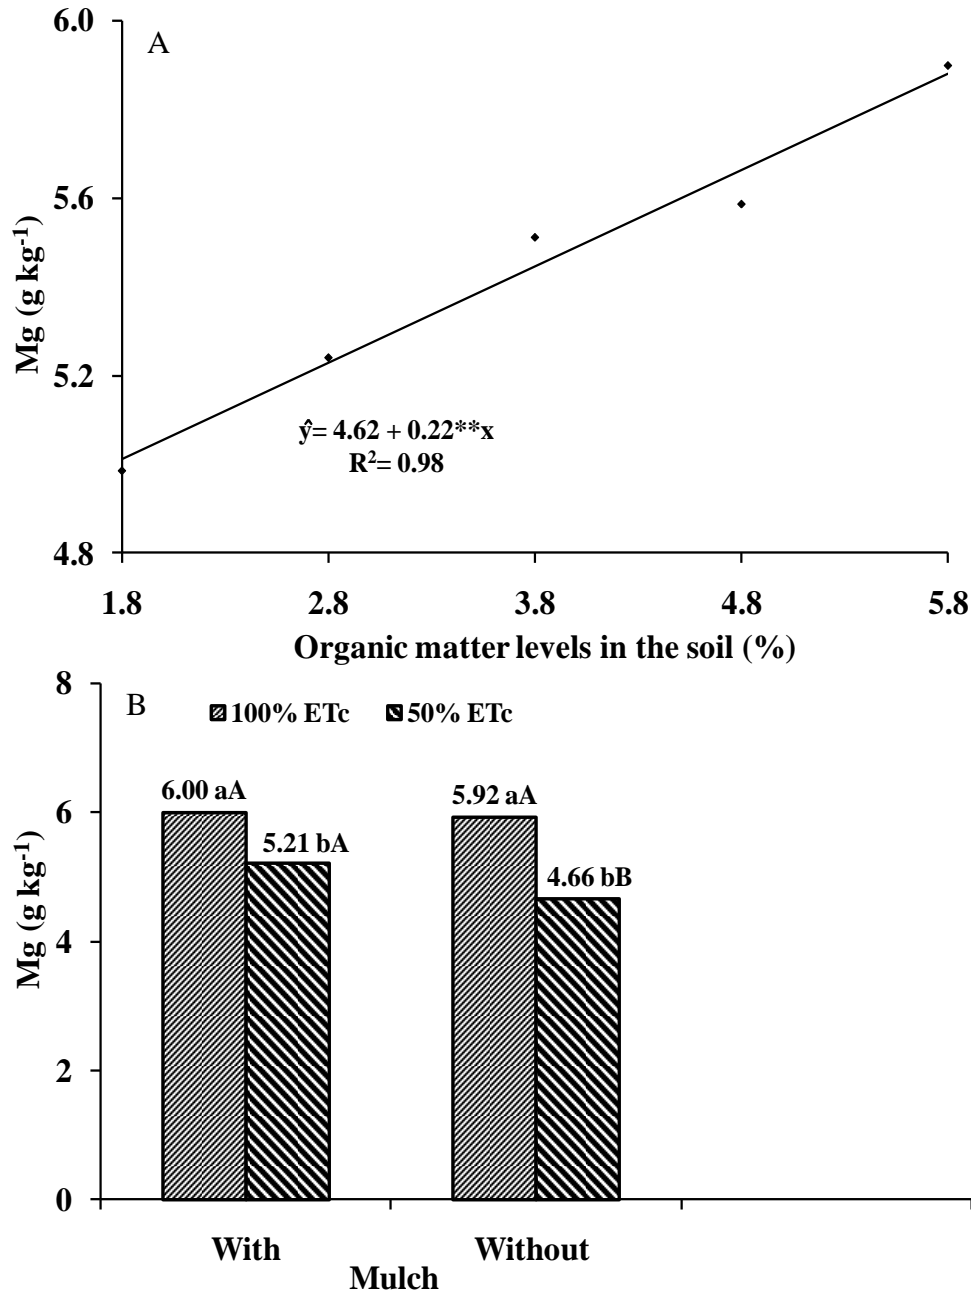 A
6.0
5.6
5.2
4.8
Mg (g kg⁻¹)
ŷ= 4.62 + 0.22**x
R²= 0.98
1.8 2.8 3.8 4.8 5.8
Organic matter levels in the soil (%)
B
100% ETc 50% ETc
8
6
4
2
0
Mg (g kg⁻¹)
6.00 aA
5.21 bA
5.92 aA
4.66 bB
With Without
Mulch